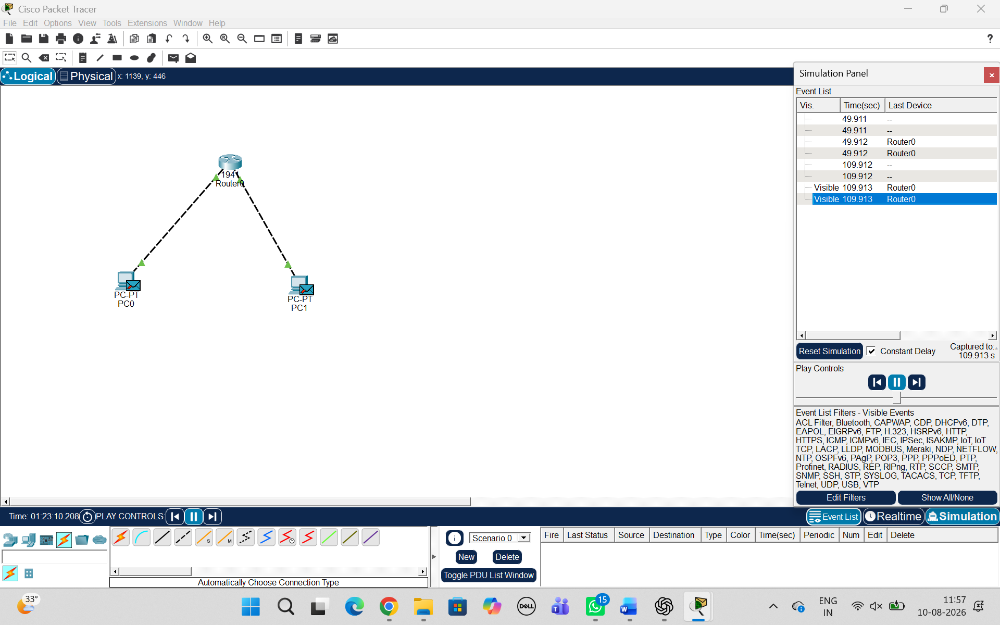 Cisco Packet Tracer
File Edit Options View Tools Extensions Window Help
?
Logical Physical x: 1139, y: 446
1941
Router0
PC-PT
PC0
PC-PT
PC1
Simulation Panel
x
Event List
Vis. Time(sec) Last Device
49.911 --
49.911 --
49.912 Router0
49.912 Router0
109.912 --
109.912 --
Visible 109.913 Router0
Visible 109.913 Router0
Reset Simulation Constant Delay Captured to:
109.913 s
Play Controls
Event List Filters - Visible Events
ACL Filter, Bluetooth, CAPWAP, CDP, DHCPv6, DTP,
EAPOL, EIGRPv6, FTP, H.323, HSRPv6, HTTP,
HTTPS, ICMP, ICMPv6, IEC, IPSec, ISAKMP, IoT, IoT
TCP, LACP, LLDP, MODBUS, Meraki, NDP, NETFLOW,
NTP, OSPFv6, PAgP, POP3, PPP, PPPoED, PTP,
Profinet, RADIUS, REP, RIPng, RTP, SCCP, SMTP,
SNMP, SSH, STP, SYSLOG, TACACS, TCP, TFTP,
Telnet, UDP, USB, VTP
Edit Filters Show All/None
Time: 01:23:10.208 PLAY CONTROLS: Event List Realtime Simulation
S M
Automatically Choose Connection Type
Scenario 0
New Delete
Toggle PDU List Window
Fire Last Status Source Destination Type Color Time(sec) Periodic Num Edit Delete
33°
DELL
T
15
W
ENG
IN
11:57
10-08-2026